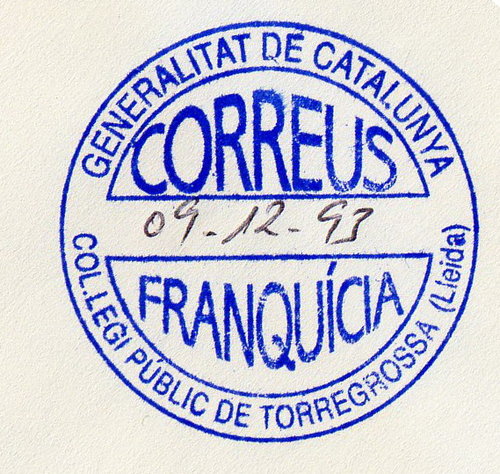 GENERALITAT DE CATALUNYA
CORREUS
09-12-93
FRANQUÍCIA
COL.LEGI PÚBLIC DE TORREGROSSA (Lleida)